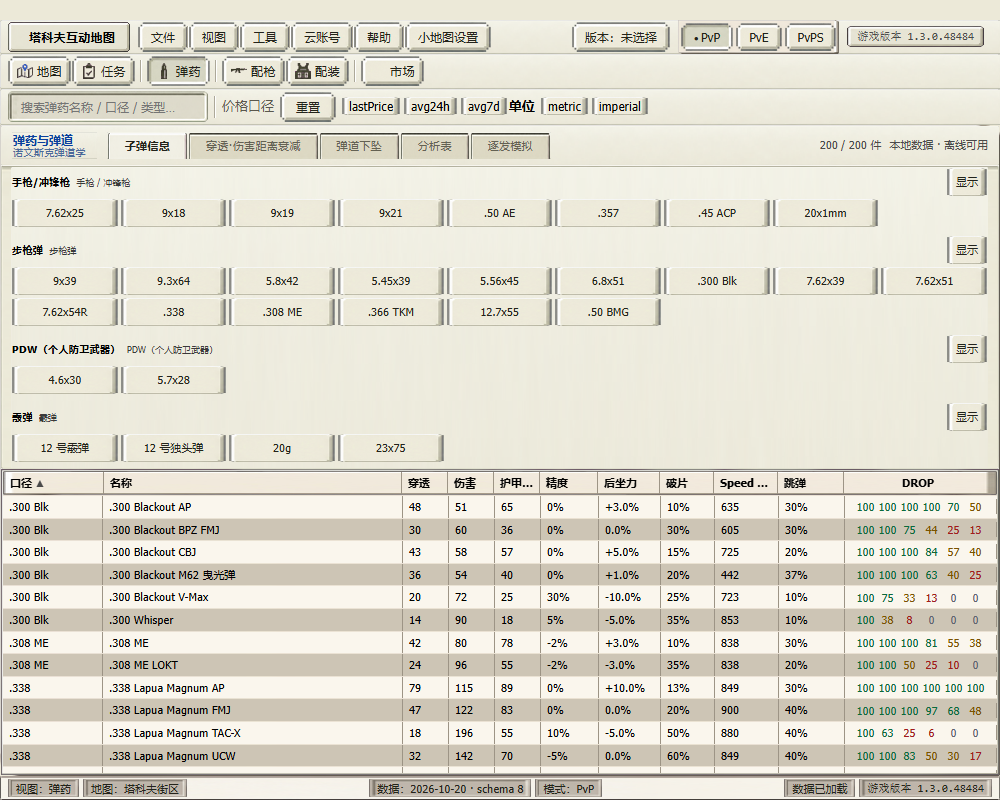 塔科夫互动地图 文件 视图 工具 云账号 帮助 小地图设置 版本：未选择 • PvP PvE PvPS 游戏版本 1.3.0.48484
地图 任务 弹药 配枪 配装 市场
搜索弹药名称 / 口径 / 类型... 价格口径 重置 lastPrice avg24h avg7d 单位 metric imperial
弹药与弹道
诺文斯克弹道学
子弹信息 穿透·伤害距离衰减 弹道下坠 分析表 逐发模拟 200 / 200 件 本地数据・离线可用
手枪/冲锋枪 手枪 / 冲锋枪 显示
7.62x25 9x18 9x19 9x21 .50 AE .357 .45 ACP 20x1mm
步枪弹 步枪弹 显示
9x39 9.3x64 5.8x42 5.45x39 5.56x45 6.8x51 .300 Blk 7.62x39 7.62x51
7.62x54R .338 .308 ME .366 TKM 12.7x55 .50 BMG
PDW（个人防卫武器） PDW（个人防卫武器） 显示
4.6x30 5.7x28
霰弹 霰弹 显示
12 号霰弹 12 号独头弹 20g 23x75
口径 ▲ 名称 穿透 伤害 护甲... 精度 后坐力 破片 Speed ... 跳弹 DROP
.300 Blk .300 Blackout AP 48 51 65 0% +3.0% 10% 635 30% 100 100 100 100 70 50
.300 Blk .300 Blackout BPZ FMJ 30 60 36 0% 0.0% 30% 605 30% 100 100 75 44 25 13
.300 Blk .300 Blackout CBJ 43 58 57 0% +5.0% 15% 725 20% 100 100 100 84 57 40
.300 Blk .300 Blackout M62 曳光弹 36 54 40 0% +1.0% 20% 442 37% 100 100 100 63 40 25
.300 Blk .300 Blackout V-Max 20 72 25 30% -10.0% 25% 723 10% 100 75 33 13 0 0
.300 Blk .300 Whisper 14 90 18 5% -5.0% 35% 853 10% 100 38 8 0 0 0
.308 ME .308 ME 42 80 78 -2% +3.0% 10% 838 30% 100 100 100 81 55 38
.308 ME .308 ME LOKT 24 96 55 -2% -3.0% 35% 838 20% 100 100 50 25 10 0
.338 .338 Lapua Magnum AP 79 115 89 0% +10.0% 13% 849 30% 100 100 100 100 100 100
.338 .338 Lapua Magnum FMJ 47 122 83 0% 0.0% 20% 900 40% 100 100 100 97 68 48
.338 .338 Lapua Magnum TAC-X 18 196 55 10% -5.0% 50% 880 40% 100 63 25 6 0 0
.338 .338 Lapua Magnum UCW 32 142 70 -5% 0.0% 60% 849 40% 100 100 83 50 30 17
视图：弹药 地图：塔科夫街区 数据：2026-10-20 · schema 8 模式：PvP 数据已加载 游戏版本 1.3.0.48484